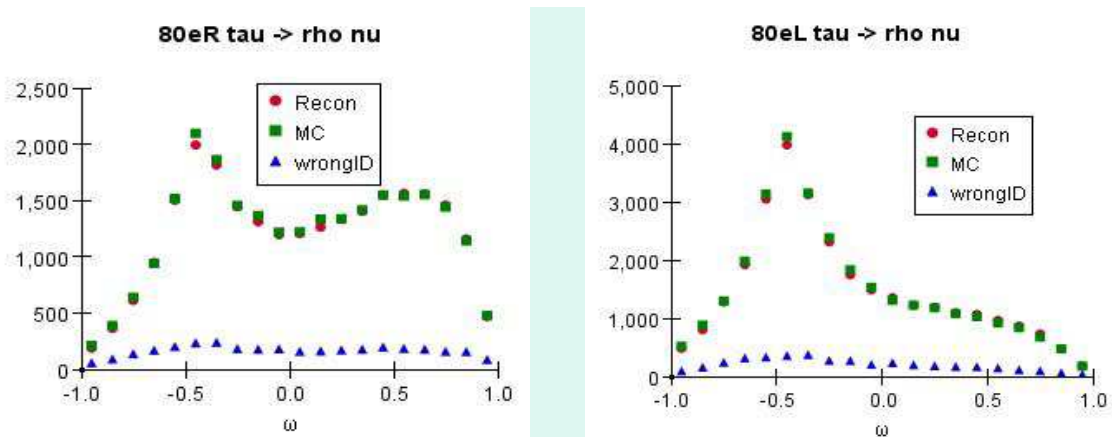 80eR tau -> rho nu
2,500
2,000
1,500
1,000
500
0
-1.0
-0.5
0.0
0.5
1.0
ω
Recon
MC
wrongID
80eL tau -> rho nu
5,000
4,000
3,000
2,000
1,000
0
-1.0
-0.5
0.0
0.5
1.0
ω
Recon
MC
wrongID